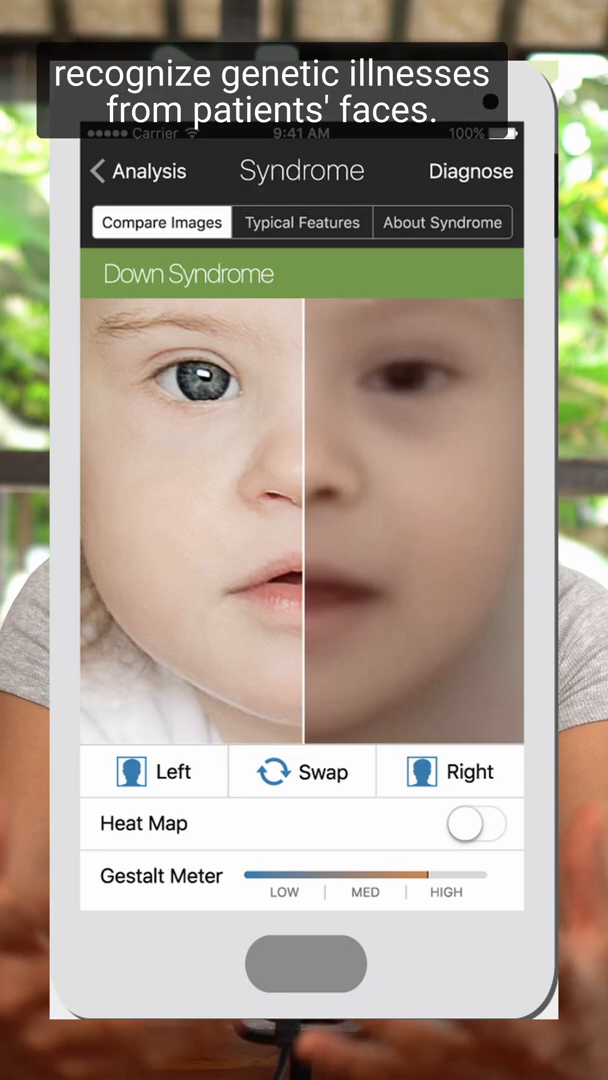 recognize genetic illnesses
from patients' faces.
Carrier 9:41 AM 100%
Analysis Syndrome Diagnose
Compare Images Typical Features About Syndrome
Down Syndrome
Left Swap Right
Heat Map
Gestalt Meter
LOW | MED | HIGH